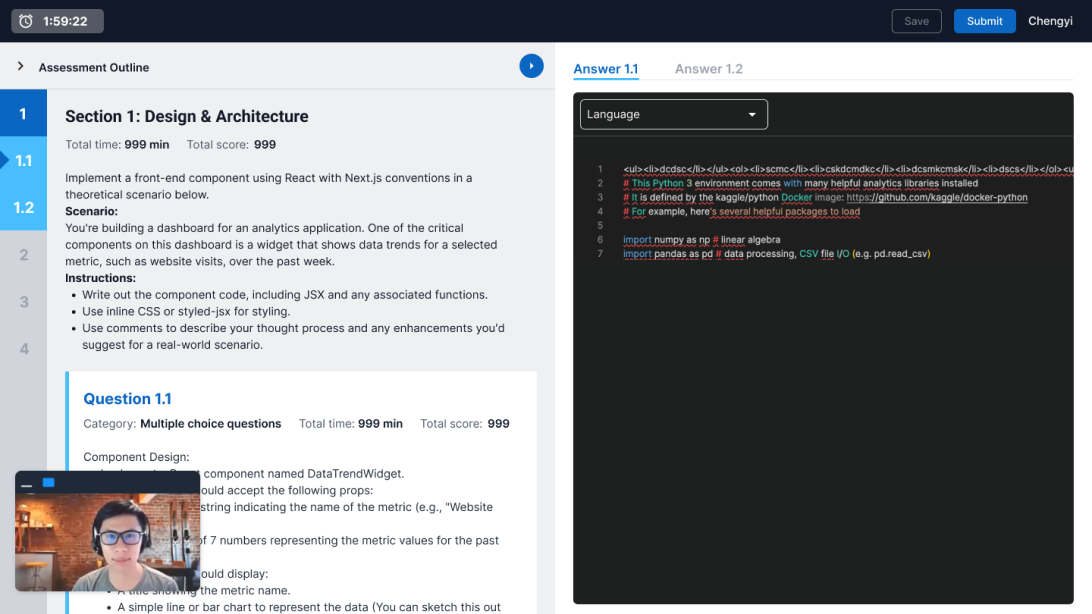 1:59:22
Save
Submit
Chengyi
Assessment Outline
1
1.1
1.2
2
3
4
Section 1: Design & Architecture
Total time: 999 min Total score: 999
Implement a front-end component using React with Next.js conventions in a
theoretical scenario below.
Scenario:
You're building a dashboard for an analytics application. One of the critical
components on this dashboard is a widget that shows data trends for a selected
metric, such as website visits, over the past week.
Instructions:
• Write out the component code, including JSX and any associated functions.
• Use inline CSS or styled-jsx for styling.
• Use comments to describe your thought process and any enhancements you'd
suggest for a real-world scenario.
Question 1.1
Category: Multiple choice questions Total time: 999 min Total score: 999
Component Design:
component named DataTrendWidget.
ould accept the following props:
string indicating the name of the metric (e.g., "Website
of 7 numbers representing the metric values for the past
ould display:
• A title showing the metric name.
• A simple line or bar chart to represent the data (You can sketch this out
Answer 1.1
Answer 1.2
Language
1 <ul><li>dcdsc</li></ul><ol><li>scmc</li><li>cskdcmdkc</li><li>dcsmkcmsk</li><li>dscs</li></ol><u
2 # This Python 3 environment comes with many helpful analytics libraries installed
3 # It is defined by the kaggle/python Docker image: https://github.com/kaggle/docker-python
4 # For example, here's several helpful packages to load
5
6 import numpy as np # linear algebra
7 import pandas as pd # data processing, CSV file I/O (e.g. pd.read_csv)